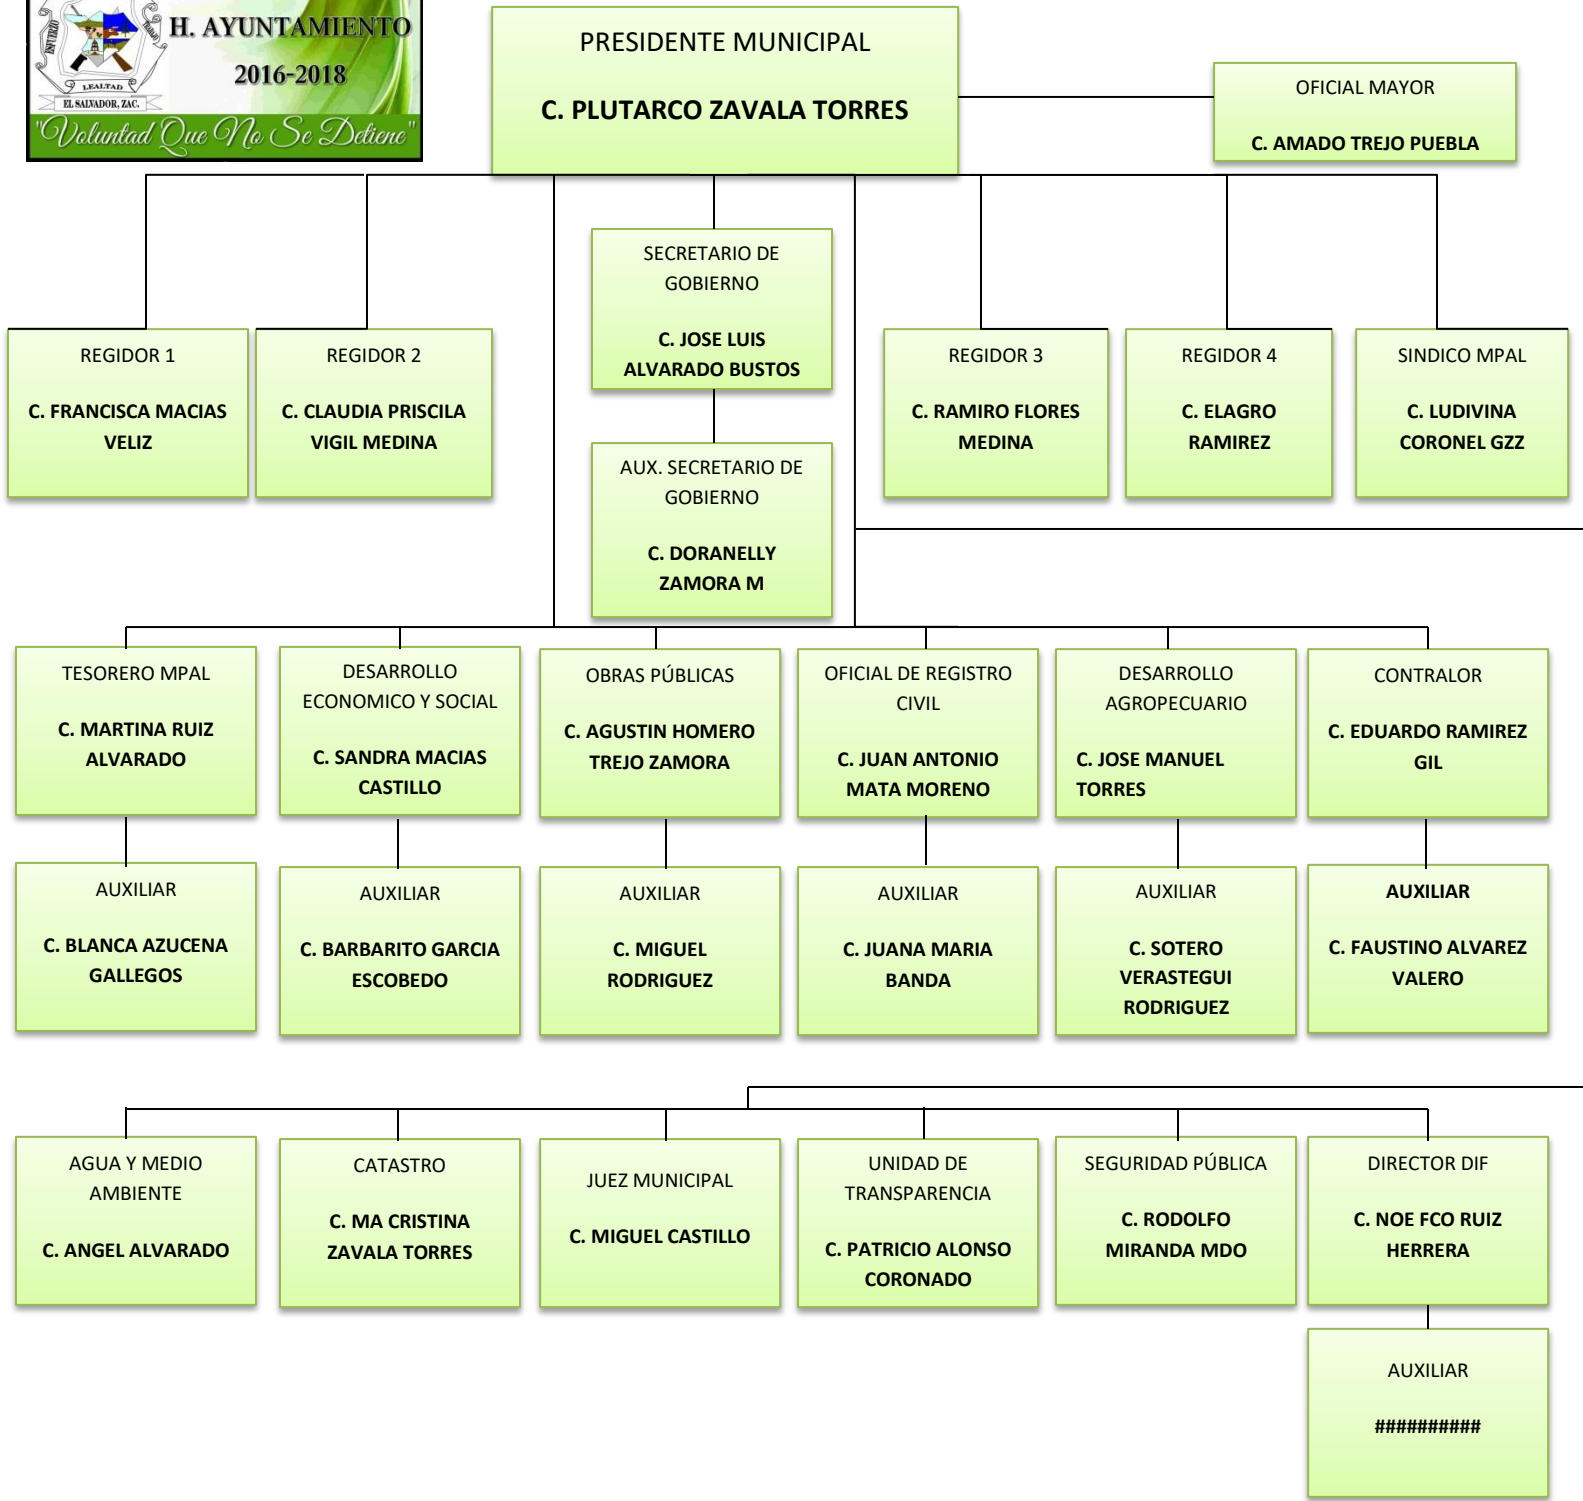 ESFUERZO
TRABAJO
LEALTAD
EL SALVADOR, ZAC.
H. AYUNTAMIENTO
2016-2018
"Voluntad Que No Se Detiene"
PRESIDENTE MUNICIPAL
C. PLUTARCO ZAVALA TORRES
OFICIAL MAYOR
C. AMADO TREJO PUEBLA
SECRETARIO DE
GOBIERNO
C. JOSE LUIS
ALVARADO BUSTOS
REGIDOR 1
C. FRANCISCA MACIAS
VELIZ
REGIDOR 2
C. CLAUDIA PRISCILA
VIGIL MEDINA
REGIDOR 3
C. RAMIRO FLORES
MEDINA
REGIDOR 4
C. ELAGRO
RAMIREZ
SINDICO MPAL
C. LUDIVINA
CORONEL GZZ
AUX. SECRETARIO DE
GOBIERNO
C. DORANELLY
ZAMORA M
TESORERO MPAL
C. MARTINA RUIZ
ALVARADO
DESARROLLO
ECONOMICO Y SOCIAL
C. SANDRA MACIAS
CASTILLO
OBRAS PÚBLICAS
C. AGUSTIN HOMERO
TREJO ZAMORA
OFICIAL DE REGISTRO
CIVIL
C. JUAN ANTONIO
MATA MORENO
DESARROLLO
AGROPECUARIO
C. JOSE MANUEL
TORRES
CONTRALOR
C. EDUARDO RAMIREZ
GIL
AUXILIAR
C. BLANCA AZUCENA
GALLEGOS
AUXILIAR
C. BARBARITO GARCIA
ESCOBEDO
AUXILIAR
C. MIGUEL
RODRIGUEZ
AUXILIAR
C. JUANA MARIA
BANDA
AUXILIAR
C. SOTERO
VERASTEGUI
RODRIGUEZ
AUXILIAR
C. FAUSTINO ALVAREZ
VALERO
AGUA Y MEDIO
AMBIENTE
C. ANGEL ALVARADO
CATASTRO
C. MA CRISTINA
ZAVALA TORRES
JUEZ MUNICIPAL
C. MIGUEL CASTILLO
UNIDAD DE
TRANSPARENCIA
C. PATRICIO ALONSO
CORONADO
SEGURIDAD PÚBLICA
C. RODOLFO
MIRANDA MDO
DIRECTOR DIF
C. NOE FCO RUIZ
HERRERA
AUXILIAR
##########